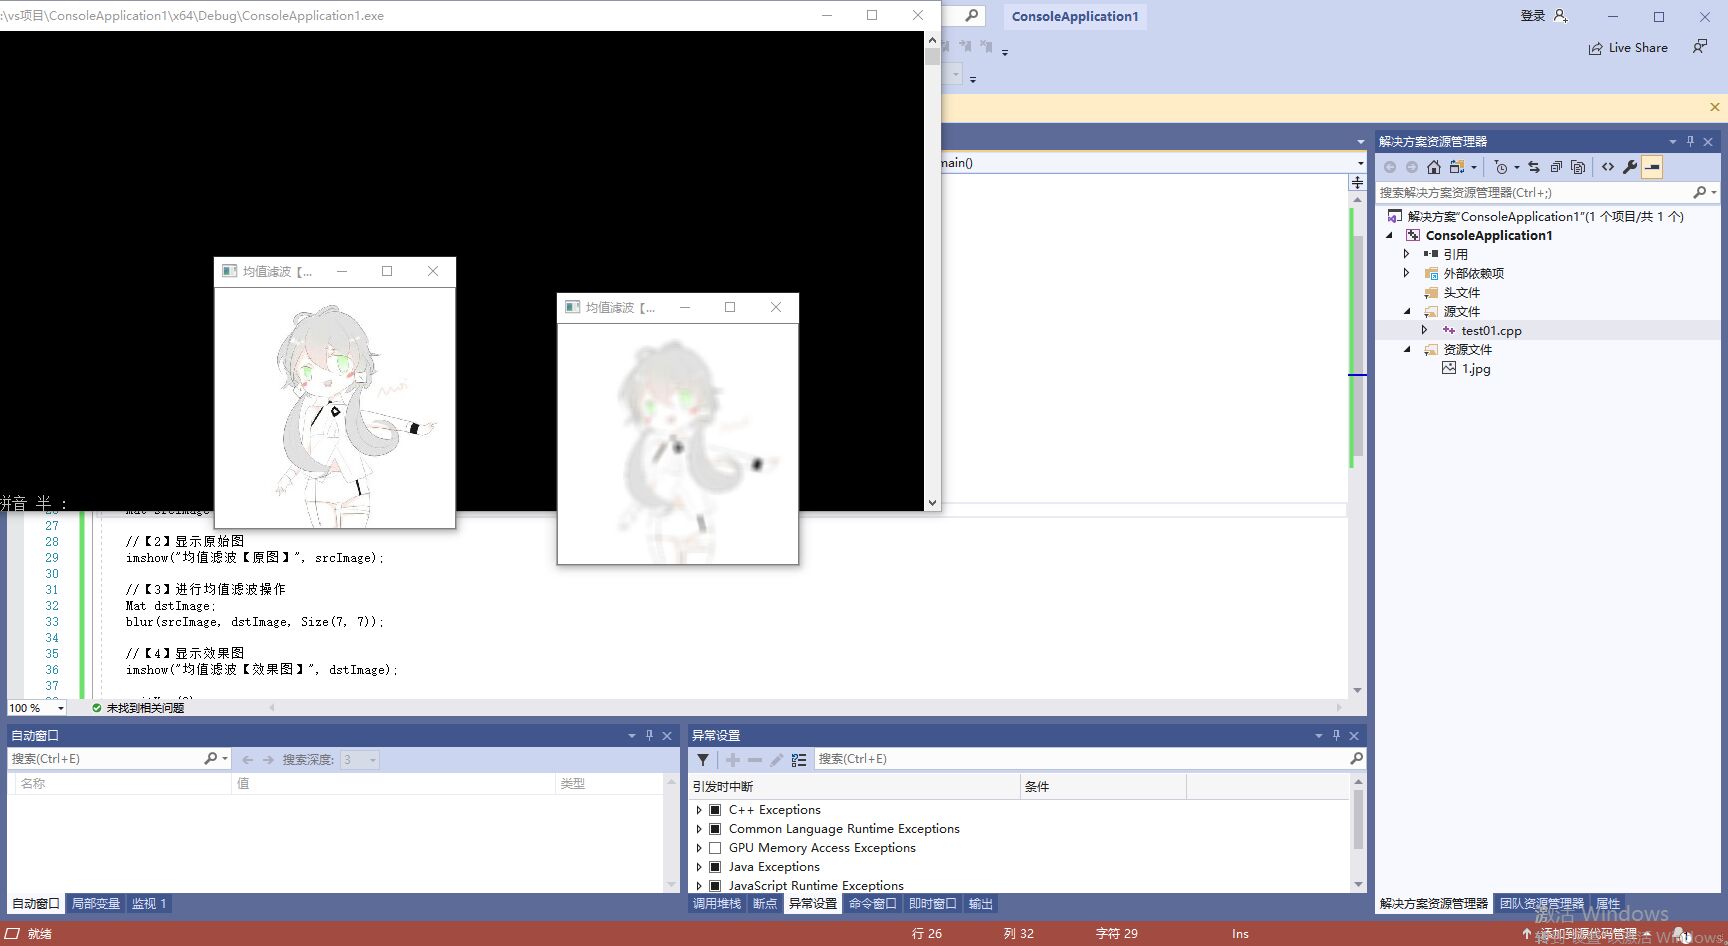 :\vs项目\ConsoleApplication1\x64\Debug\ConsoleApplication1.exe
ConsoleApplication1
登录
Live Share
main()
均值滤波【...
均值滤波【...
拼音 半 :
26 Mat srcImage
27
28 //【2】显示原始图
29 imshow("均值滤波【原图】", srcImage);
30
31 //【3】进行均值滤波操作
32 Mat dstImage;
33 blur(srcImage, dstImage, Size(7, 7));
34
35 //【4】显示效果图
36 imshow("均值滤波【效果图】", dstImage);
37
100 %
未找到相关问题
解决方案资源管理器
搜索解决方案资源管理器(Ctrl+;)
解决方案"ConsoleApplication1"(1 个项目/共 1 个)
ConsoleApplication1
引用
外部依赖项
头文件
源文件
test01.cpp
资源文件
1.jpg
自动窗口
搜索(Ctrl+E)
搜索深度: 3
名称 值 类型
自动窗口 局部变量 监视 1
异常设置
搜索(Ctrl+E)
引发时中断 条件
C++ Exceptions
Common Language Runtime Exceptions
GPU Memory Access Exceptions
Java Exceptions
JavaScript Runtime Exceptions
调用堆栈 断点 异常设置 命令窗口 即时窗口 输出
解决方案资源管理器 团队资源管理器 属性
激活 Windows
转到"设置"以激活 Windows。
就绪
行 26 列 32 字符 29 Ins
添加到源代码管理
1